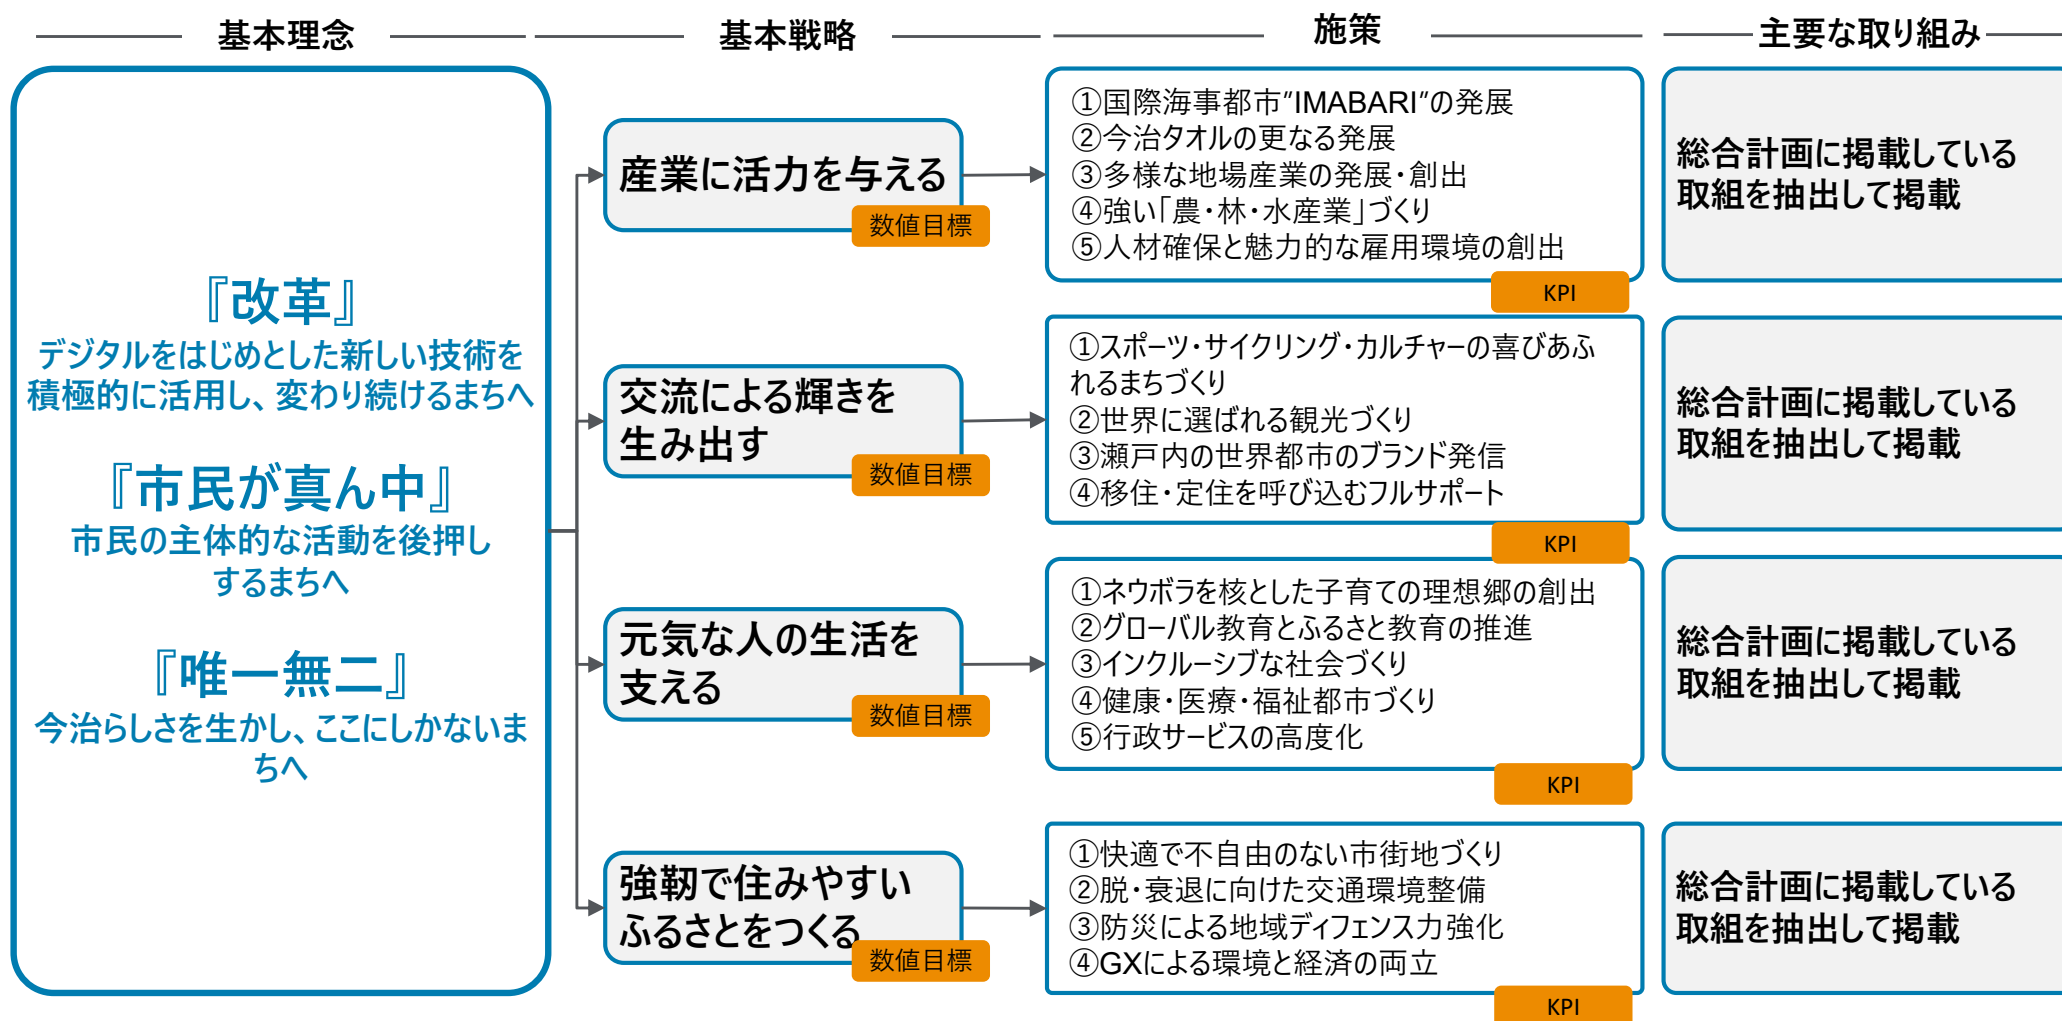 基本理念
基本戦略
施策
主要な取り組み
『改革』
デジタルをはじめとした新しい技術を
積極的に活用し、変わり続けるまちへ
『市民が真ん中』
市民の主体的な活動を後押し
するまちへ
『唯一無二』
今治らしさを生かし、ここにしかないま
ちへ
産業に活力を与える
数値目標
①国際海事都市"IMABARI"の発展
②今治タオルの更なる発展
③多様な地場産業の発展・創出
④強い「農・林・水産業」づくり
⑤人材確保と魅力的な雇用環境の創出
KPI
総合計画に掲載している
取組を抽出して掲載
交流による輝きを
生み出す
数値目標
①スポーツ・サイクリング・カルチャーの喜びあふ
れるまちづくり
②世界に選ばれる観光づくり
③瀬戸内の世界都市のブランド発信
④移住・定住を呼び込むフルサポート
KPI
総合計画に掲載している
取組を抽出して掲載
元気な人の生活を
支える
数値目標
①ネウボラを核とした子育ての理想郷の創出
②グローバル教育とふるさと教育の推進
③インクルーシブな社会づくり
④健康・医療・福祉都市づくり
⑤行政サービスの高度化
KPI
総合計画に掲載している
取組を抽出して掲載
強靭で住みやすい
ふるさとをつくる
数値目標
①快適で不自由のない市街地づくり
②脱・衰退に向けた交通環境整備
③防災による地域ディフェンス力強化
④GXによる環境と経済の両立
KPI
総合計画に掲載している
取組を抽出して掲載